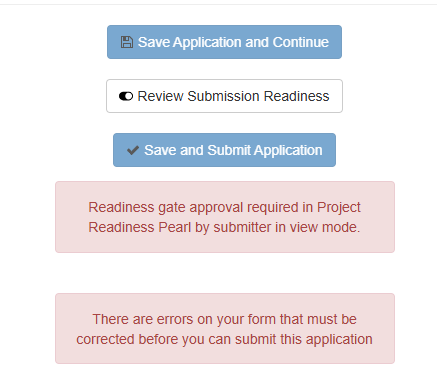 Save Application and Continue
Review Submission Readiness
Save and Submit Application
Readiness gate approval required in Project
Readiness Pearl by submitter in view mode.
There are errors on your form that must be
corrected before you can submit this application